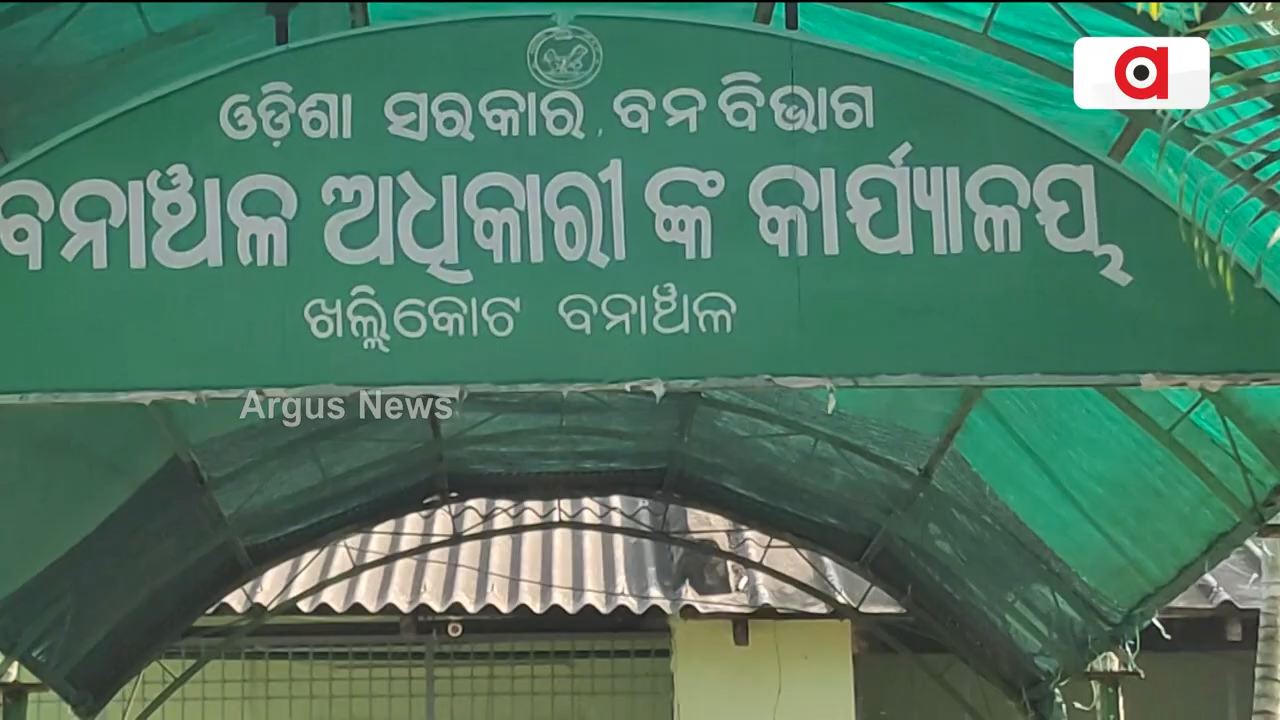 ଓଡ଼ିଶା ସରକାର, ବନ ବିଭାଗ
ବନାଞ୍ଚଳ ଅଧିକାରୀ ଙ୍କ କାର୍ଯ୍ୟାଳୟ
ଖଲ୍ଲିକୋଟ ବନାଞ୍ଚଳ
Argus News